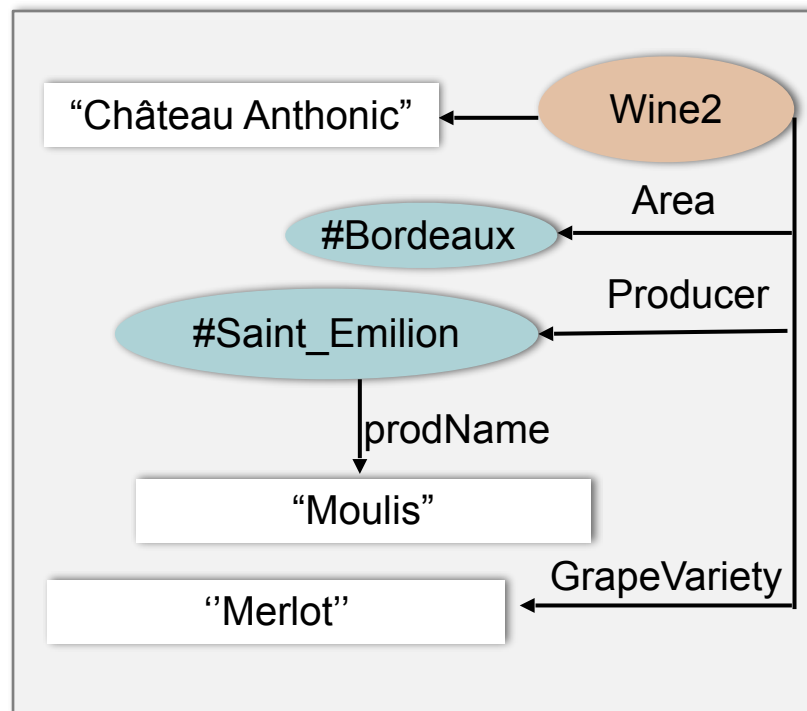 Wine2
“Château Anthonic”
Area
#Bordeaux
Producer
#Saint_Emilion
prodName
“Moulis”
GrapeVariety
‘’Merlot’’